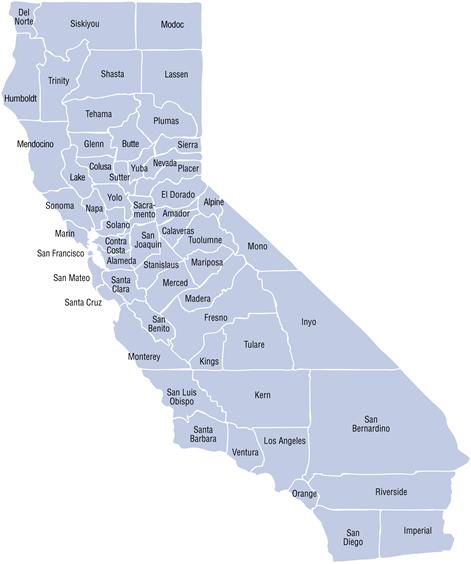 Del
Norte
Siskiyou
Modoc
Humboldt
Trinity
Shasta
Lassen
Tehama
Plumas
Mendocino
Glenn
Butte
Sierra
Lake
Colusa
Sutter
Yuba
Nevada
Placer
Sonoma
Napa
Yolo
Sacra-
mento
El Dorado
Alpine
Amador
Marin
Solano
Calaveras
Contra
Costa
San
Joaquin
Tuolumne
Mono
San Francisco
Alameda
Stanislaus
Mariposa
San Mateo
Santa
Clara
Merced
Santa Cruz
Madera
San
Benito
Fresno
Inyo
Monterey
Kings
Tulare
San Luis
Obispo
Kern
San
Bernardino
Santa
Barbara
Ventura
Los Angeles
Orange
Riverside
San
Diego
Imperial